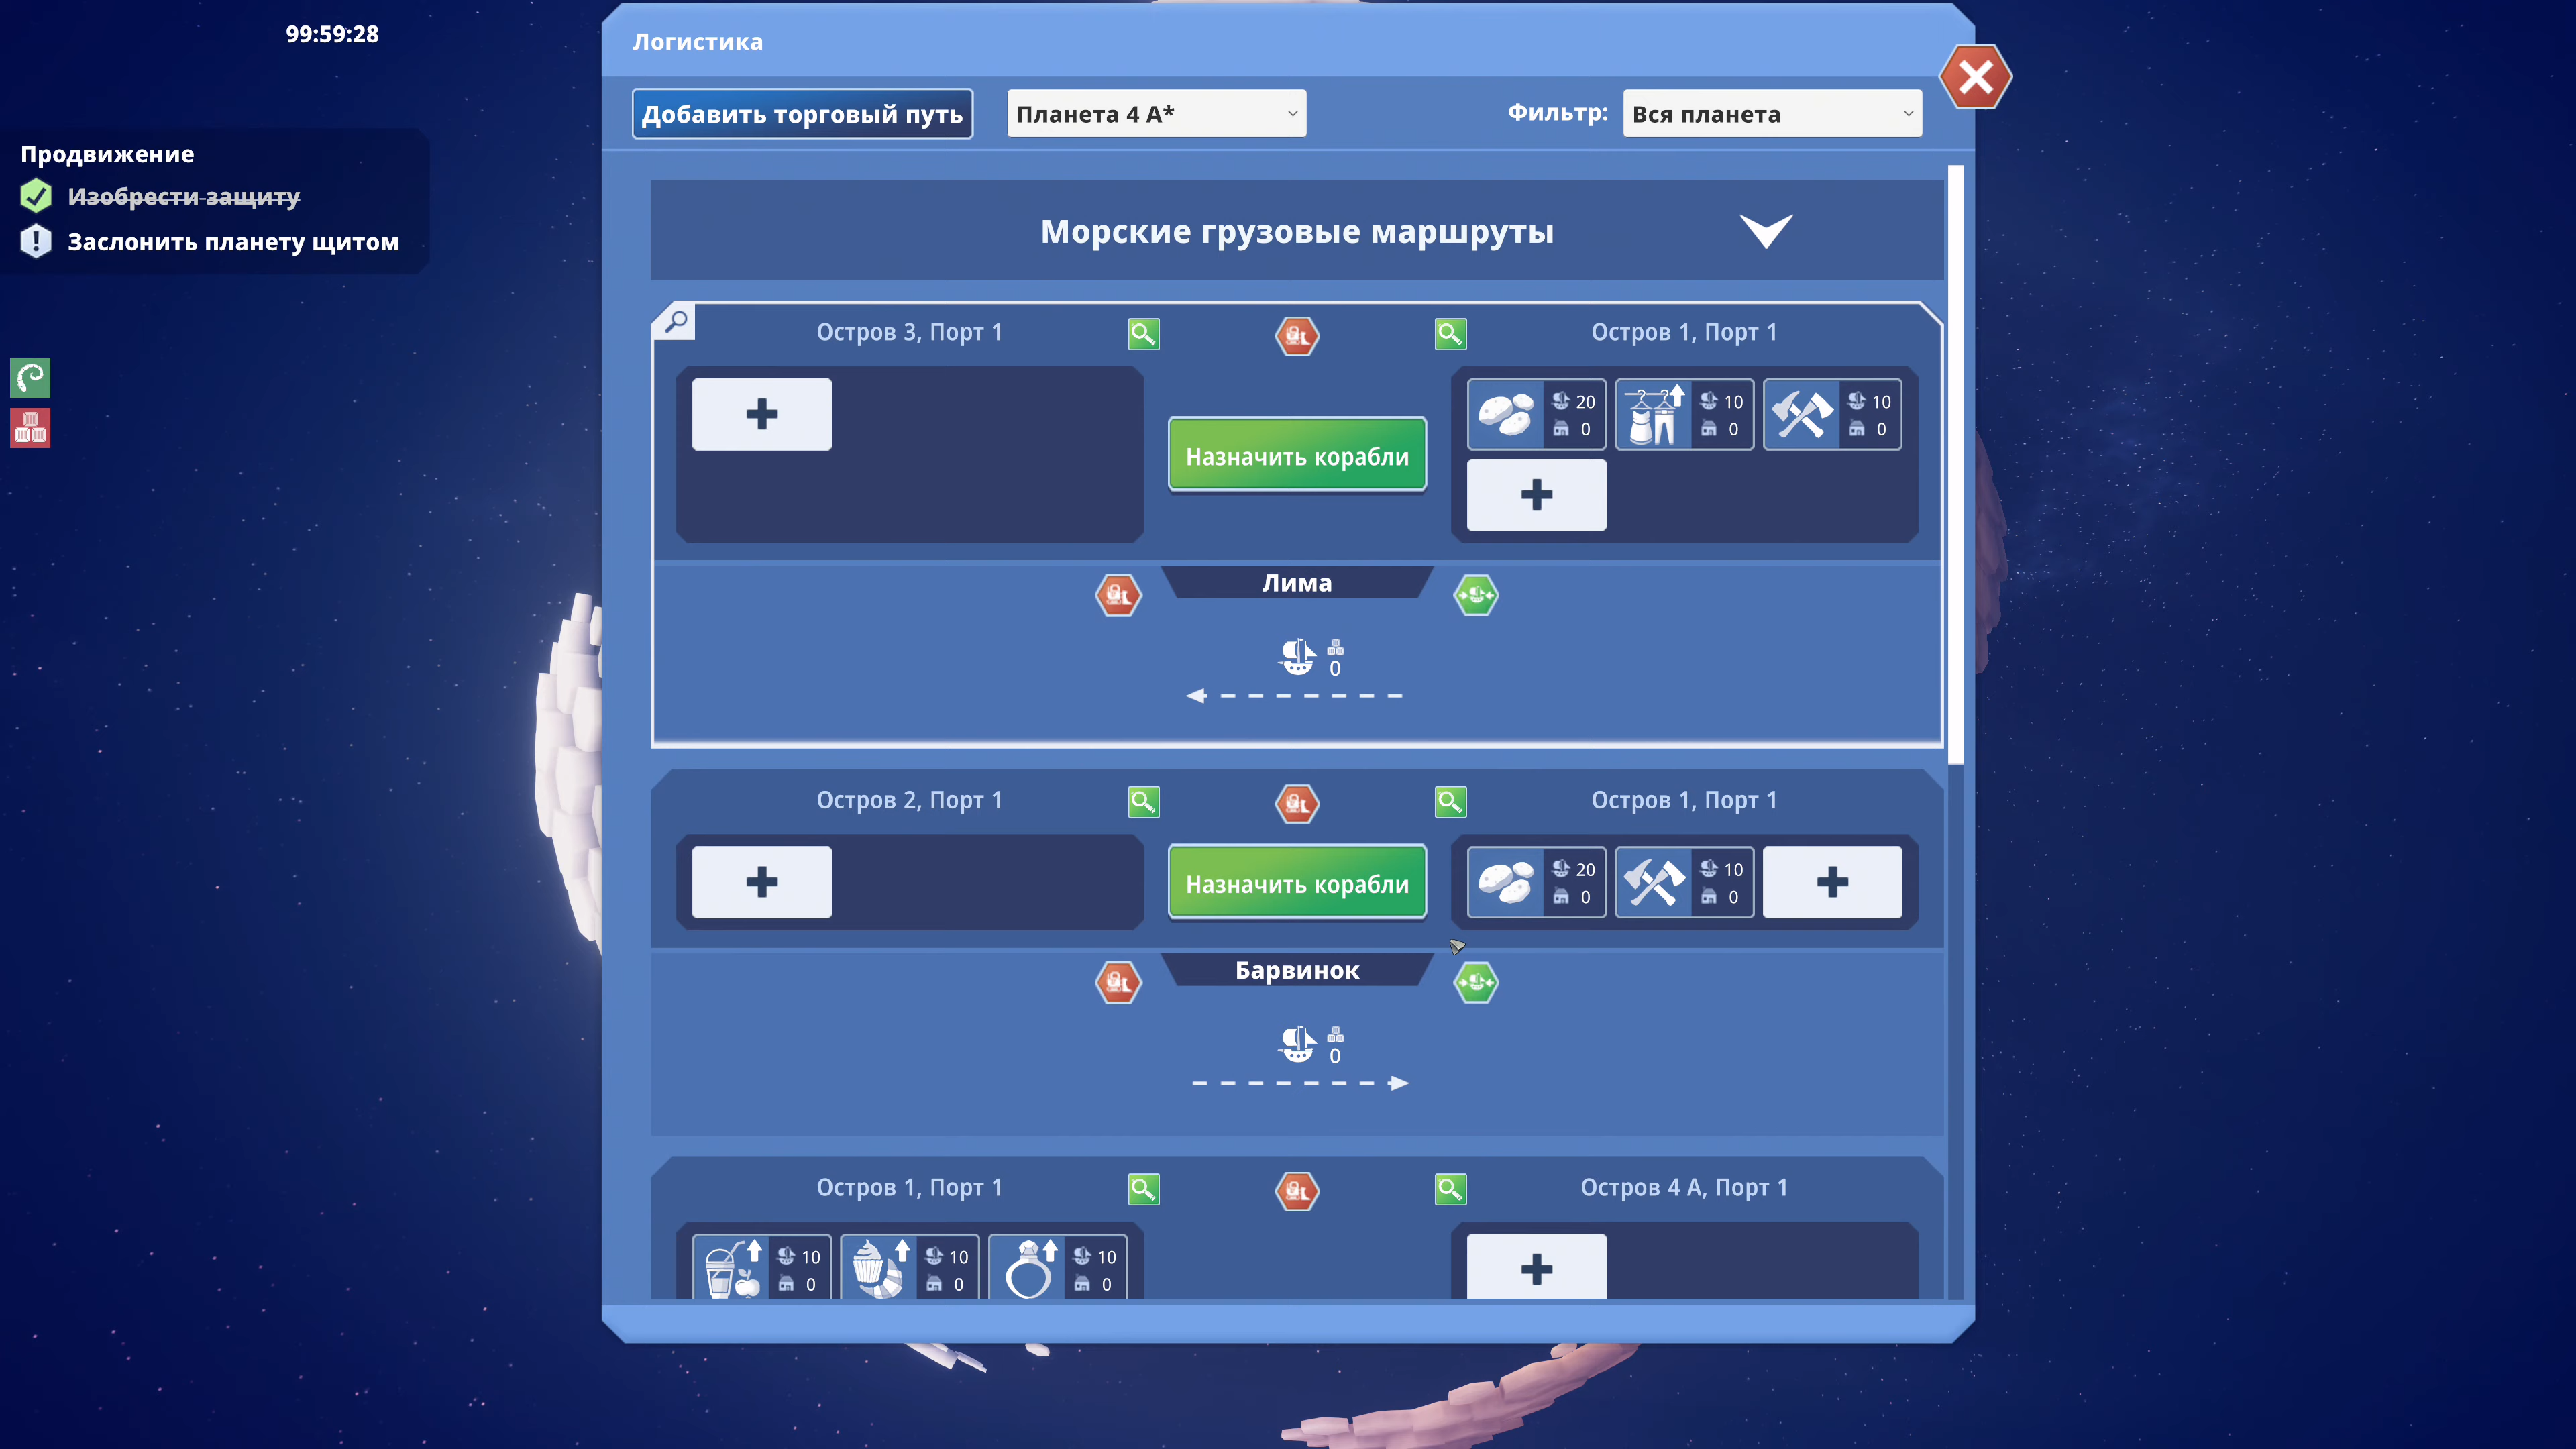 99:59:28
Продвижение
Изобрести защиту
Заслонить планету щитом
Логистика
Добавить торговый путь
Планета 4 A*
Фильтр:
Вся планета
Морские грузовые маршруты
Остров 3, Порт 1
Остров 1, Порт 1
20
0
10
0
10
0
Назначить корабли
Лима
0
Остров 2, Порт 1
Остров 1, Порт 1
20
0
10
0
Назначить корабли
Барвинок
0
Остров 1, Порт 1
Остров 4 A, Порт 1
10
0
10
0
10
0